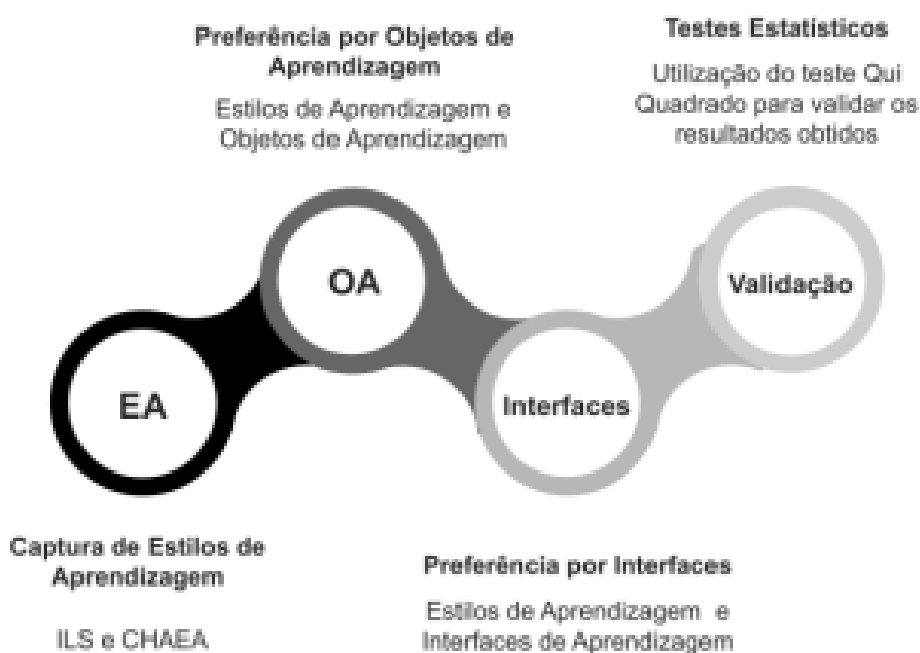 Preferência por Objetos de
Aprendizagem
Estilos de Aprendizagem e
Objetos de Aprendizagem
Testes Estatísticos
Utilização do teste Qui
Quadrado para validar os
resultados obtidos
OA
Validação
EA
Interfaces
Captura de Estilos de
Aprendizagem
ILS e CHAEA
Preferência por Interfaces
Estilos de Aprendizagem e
Interfaces de Aprendizagem